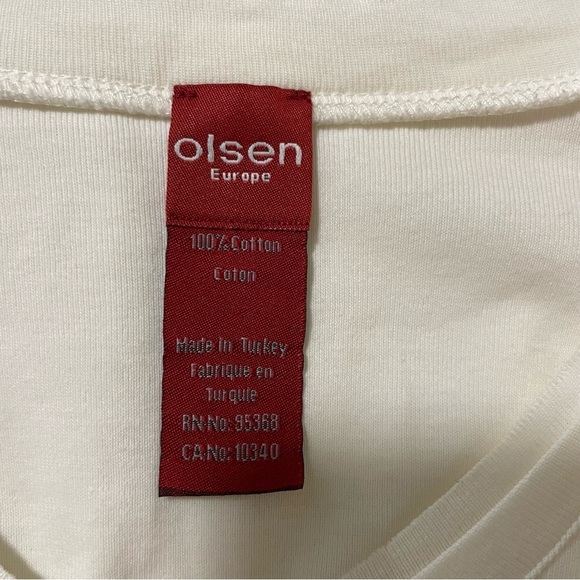 olsen
Europe
100%Cotton
Coton
Made in Turkey
Fabrique en
Turquie
RN-No: 95368
CA-No: 10340